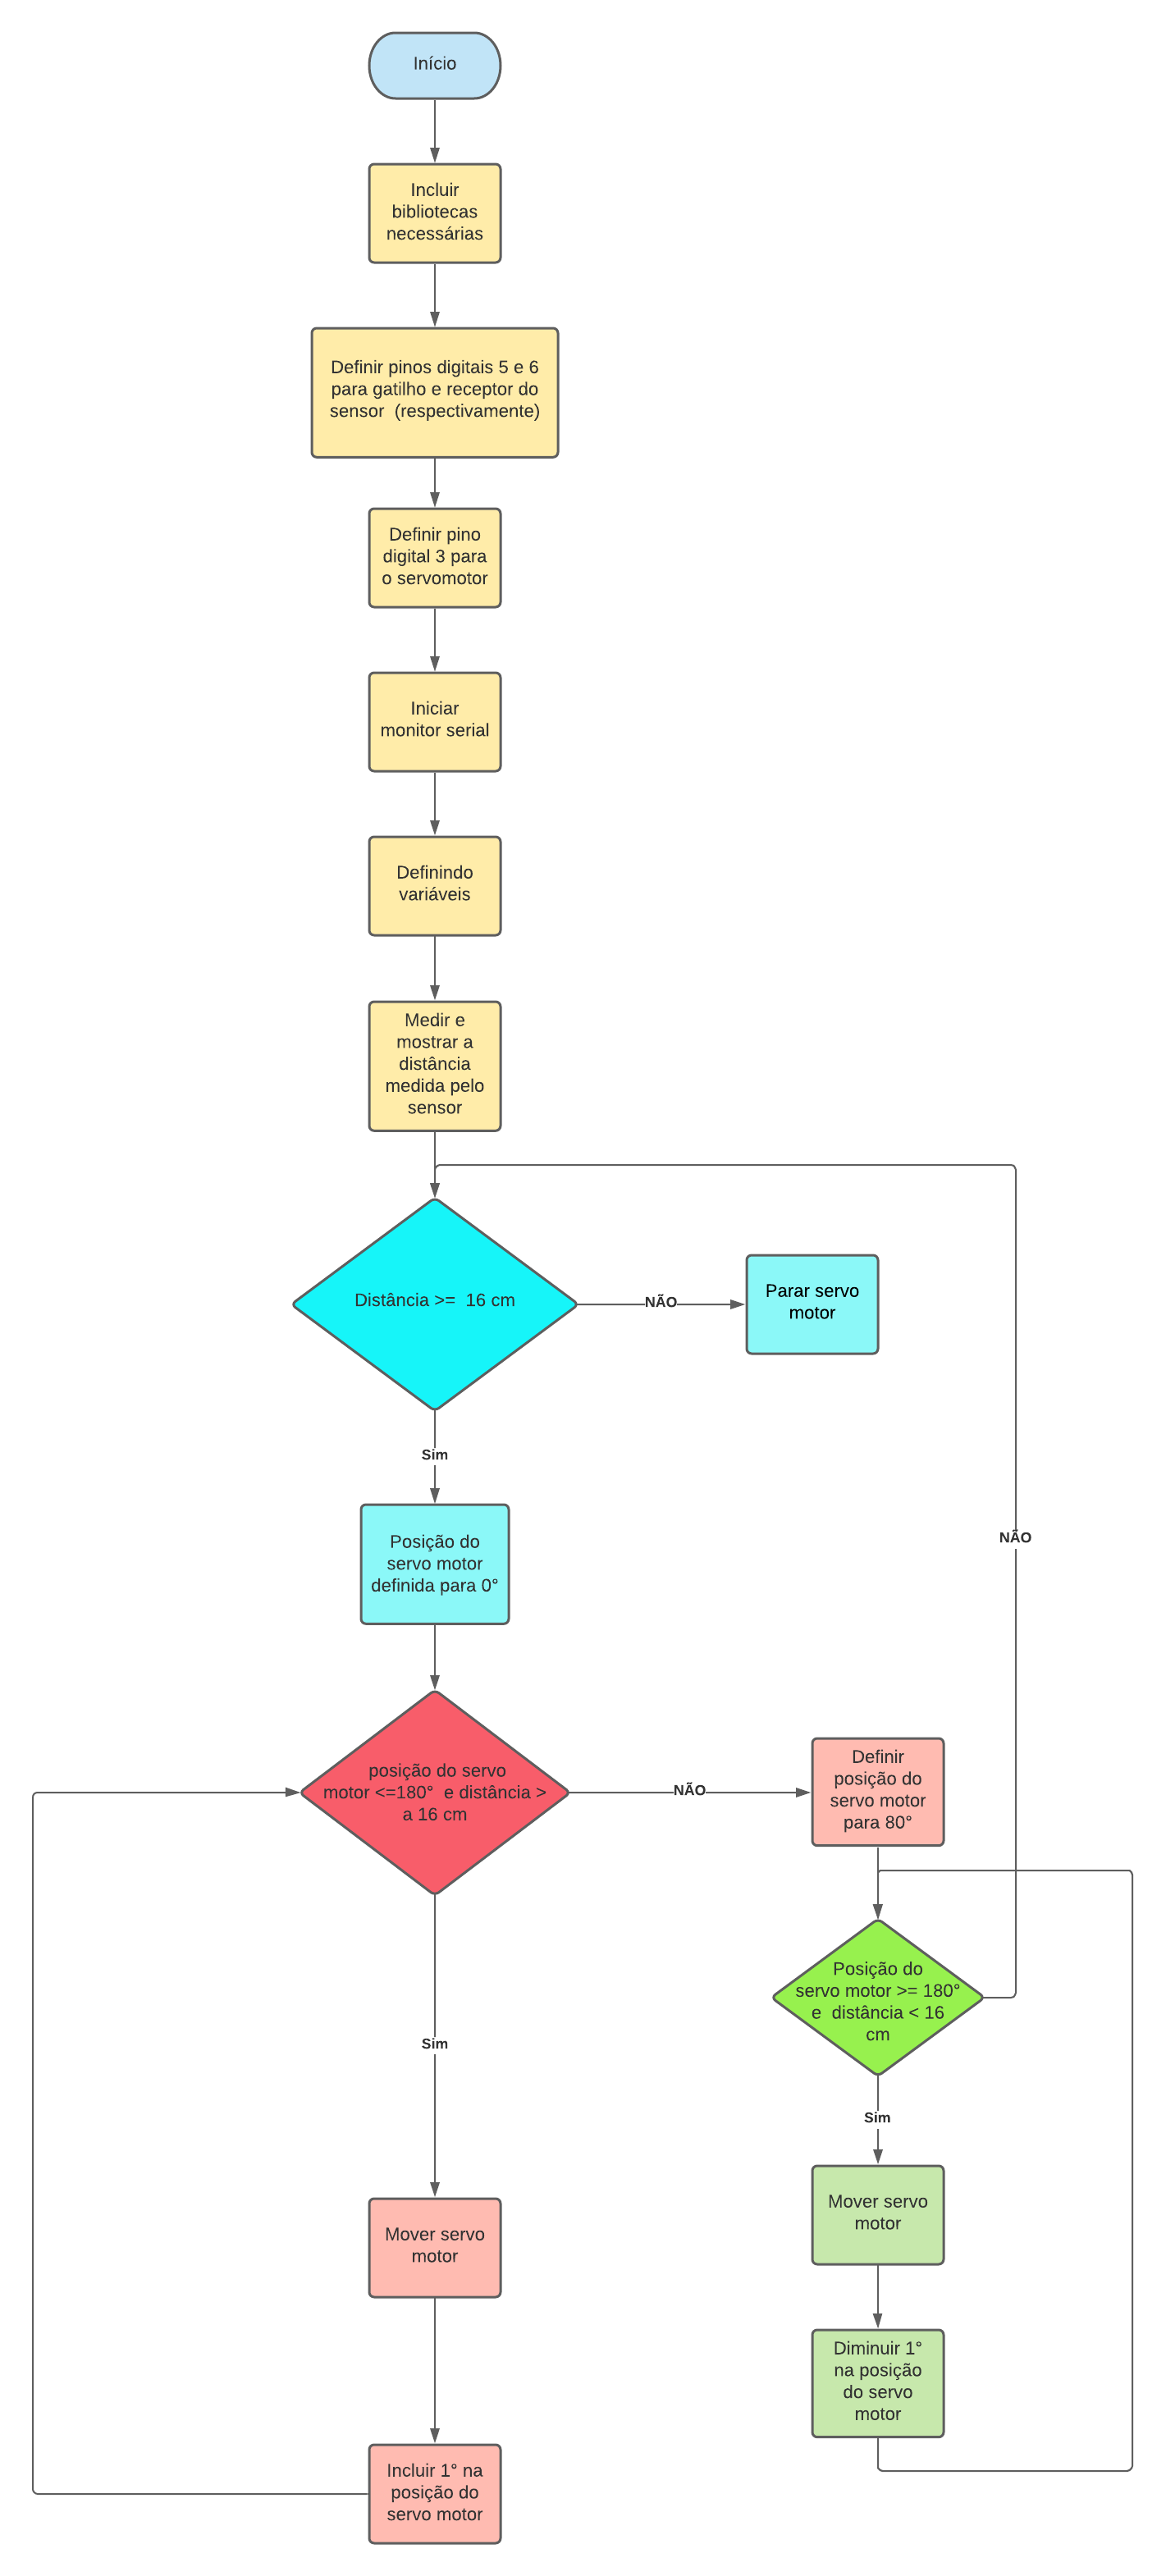 Início
Incluir
bibliotecas
necessárias
Definir pinos digitais 5 e 6
para gatilho e receptor do
sensor  (respectivamente)
Definir pino
digital 3 para
o servomotor
Iniciar
monitor serial
Definindo
variáveis
Medir e
mostrar a
distância
medida pelo
sensor
Distância >=  16 cm
NÃO
Parar servo
motor
Sim
Posição do
servo motor
definida para 0°
NÃO
posição do servo
motor <=180°  e distância >
a 16 cm
NÃO
Definir
posição do
servo motor
para 80°
Posição do
servo motor >= 180°
e  distância < 16
cm
Sim
Sim
Mover servo
motor
Mover servo
motor
Diminuir 1°
na posição
do servo
motor
Incluir 1° na
posição do
servo motor